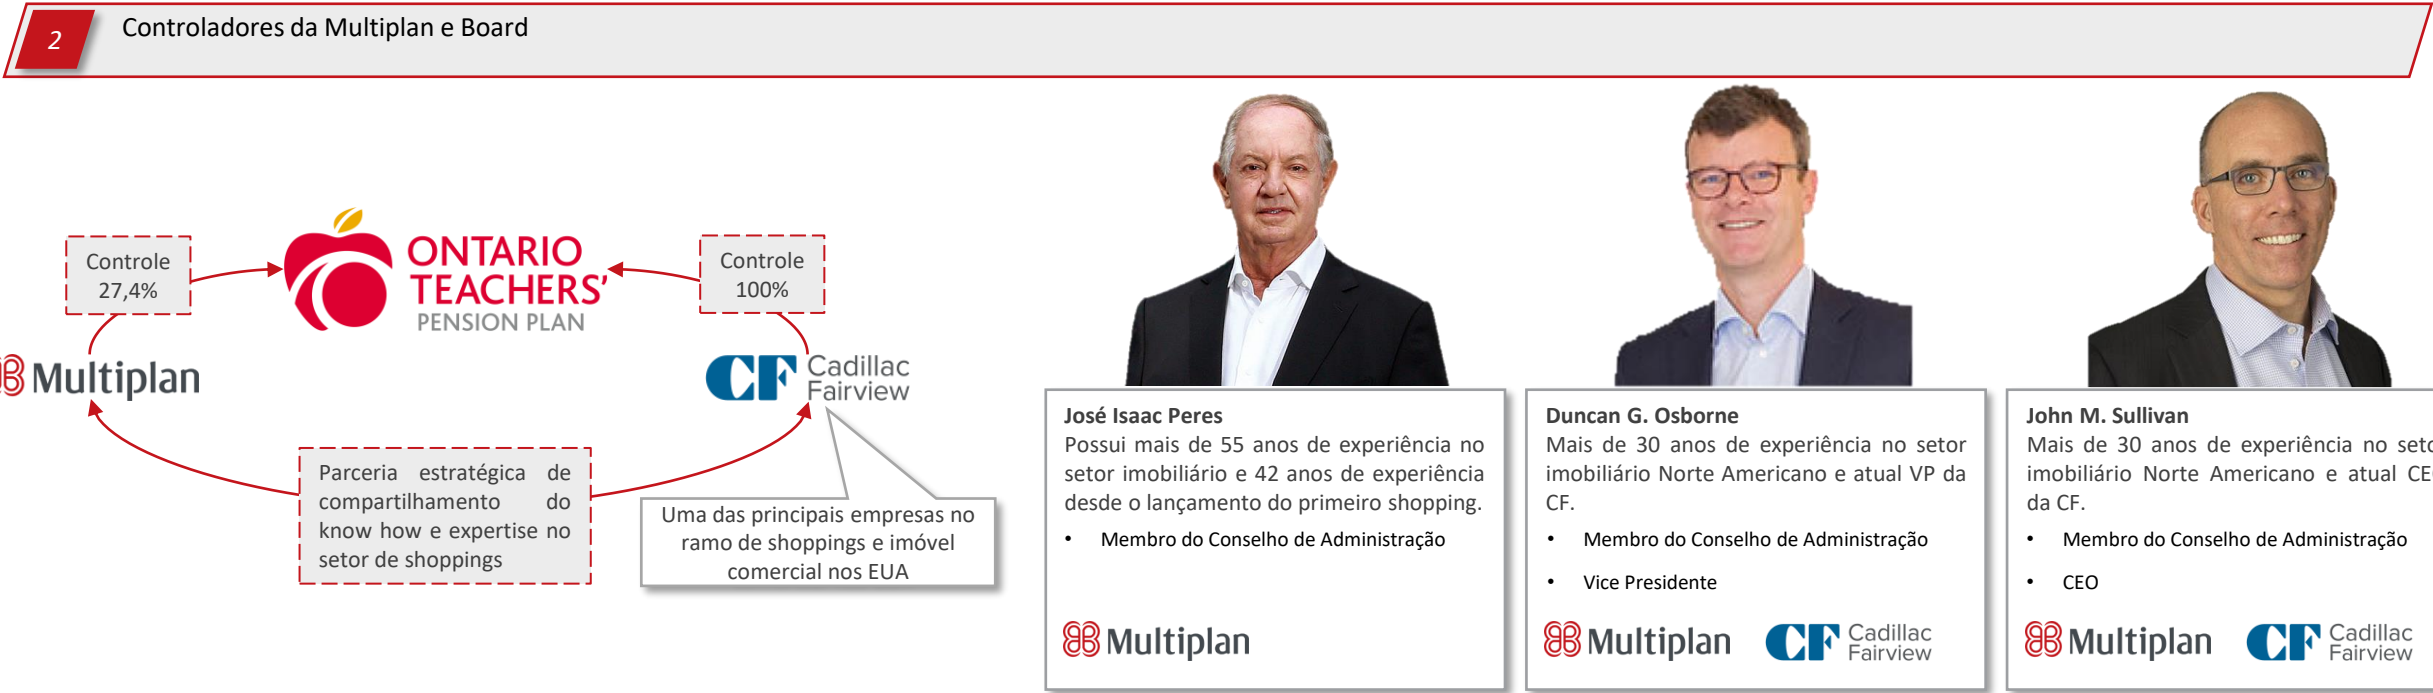 2
Controladores da Multiplan e Board
Controle
27,4%
ONTARIO
TEACHERS'
PENSION PLAN
Controle
100%
Multiplan
CF Cadillac
Fairview
Parceria estratégica de
compartilhamento do
know how e expertise no
setor de shoppings
Uma das principais empresas no
ramo de shoppings e imóvel
comercial nos EUA
José Isaac Peres
Possui mais de 55 anos de experiência no
setor imobiliário e 42 anos de experiência
desde o lançamento do primeiro shopping.
• Membro do Conselho de Administração
Multiplan
Duncan G. Osborne
Mais de 30 anos de experiência no setor
imobiliário Norte Americano e atual VP da
CF.
• Membro do Conselho de Administração
• Vice Presidente
Multiplan
CF Cadillac
Fairview
John M. Sullivan
Mais de 30 anos de experiência no seto
imobiliário Norte Americano e atual CE
da CF.
• Membro do Conselho de Administração
• CEO
Multiplan
CF Cadillac
Fairview